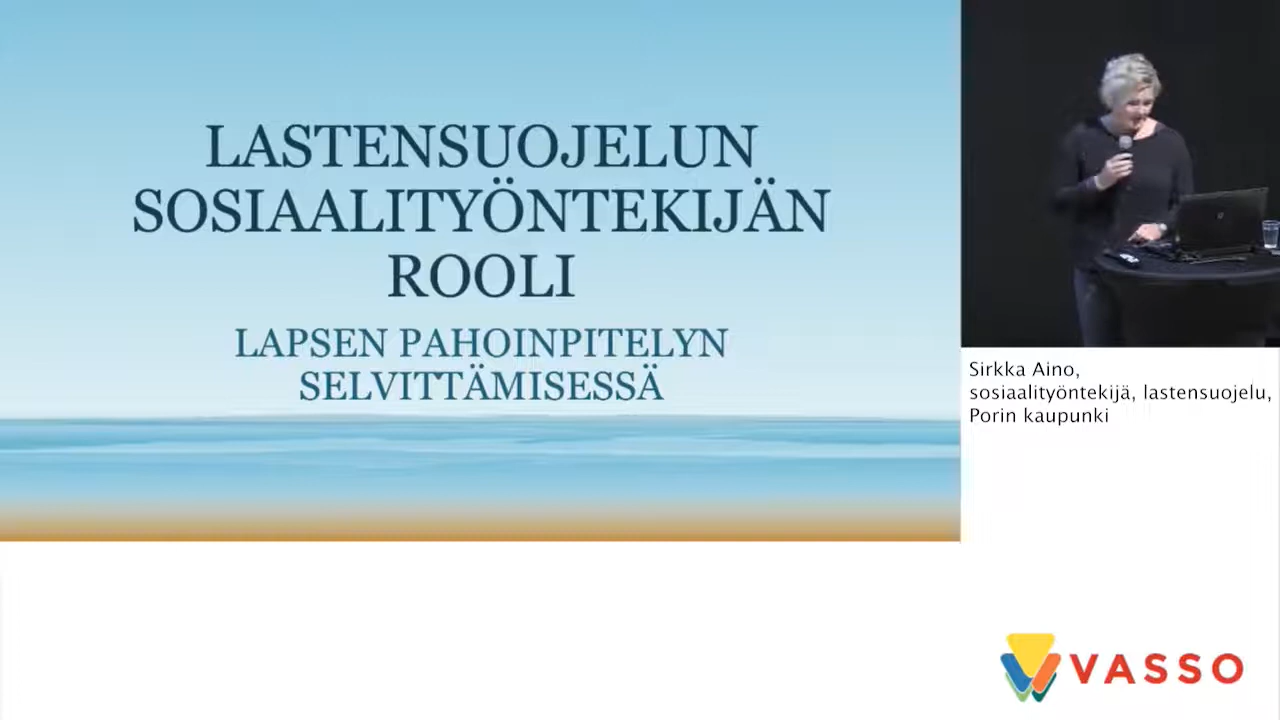 LASTENSUOJELUN
SOSIAALITYÖNTEKIJÄN
ROOLI
LAPSEN PAHOINPITELYN
SELVITTÄMISESSÄ
Sirkka Aino,
sosiaalityöntekijä, lastensuojelu,
Porin kaupunki
VASSO